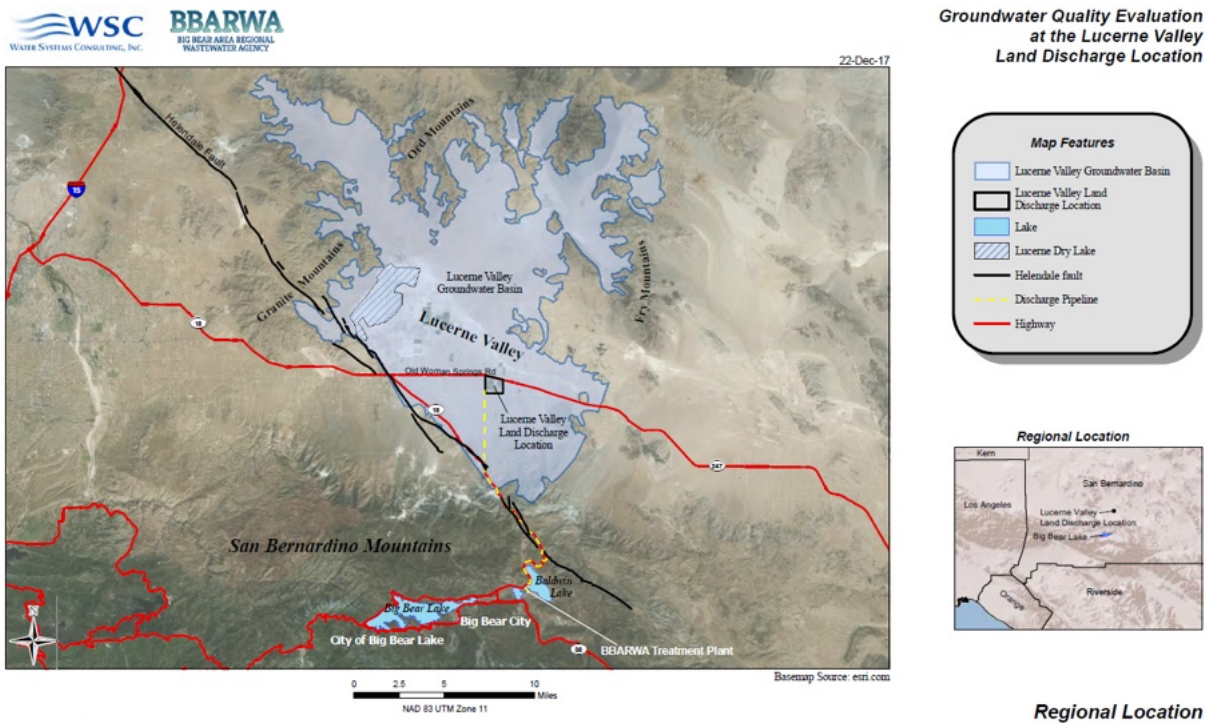 WSC
WATER SYSTEMS CONSULTING, INC.
BBARWA
BIG BEAR AREA REGIONAL
WASTEWATER AGENCY
Groundwater Quality Evaluation
at the Lucerne Valley
Land Discharge Location
22-Dec-17
Helendale Fault
Ord Mountains
15
Granite Mountains
Fry Mountains
Lucerne Valley
Groundwater Basin
Lucerne Valley
18
Old Woman Springs Rd
18
Lucerne Valley
Land Discharge
Location
247
San Bernardino Mountains
Baldwin
Lake
Big Bear Lake
Big Bear City
City of Big Bear Lake
38
BBARWA Treatment Plant
Basemap Source: esri.com
0 2.5 5 10
Miles
NAD 83 UTM Zone 11
Map Features
Lucerne Valley Groundwater Basin
Lucerne Valley Land
Discharge Location
Lake
Lucerne Dry Lake
Helendale fault
Discharge Pipeline
Highway
Regional Location
Kern
San Bernardino
Los Angeles
Lucerne Valley
Land Discharge Location
Big Bear Lake
Orange
Riverside
Regional Location